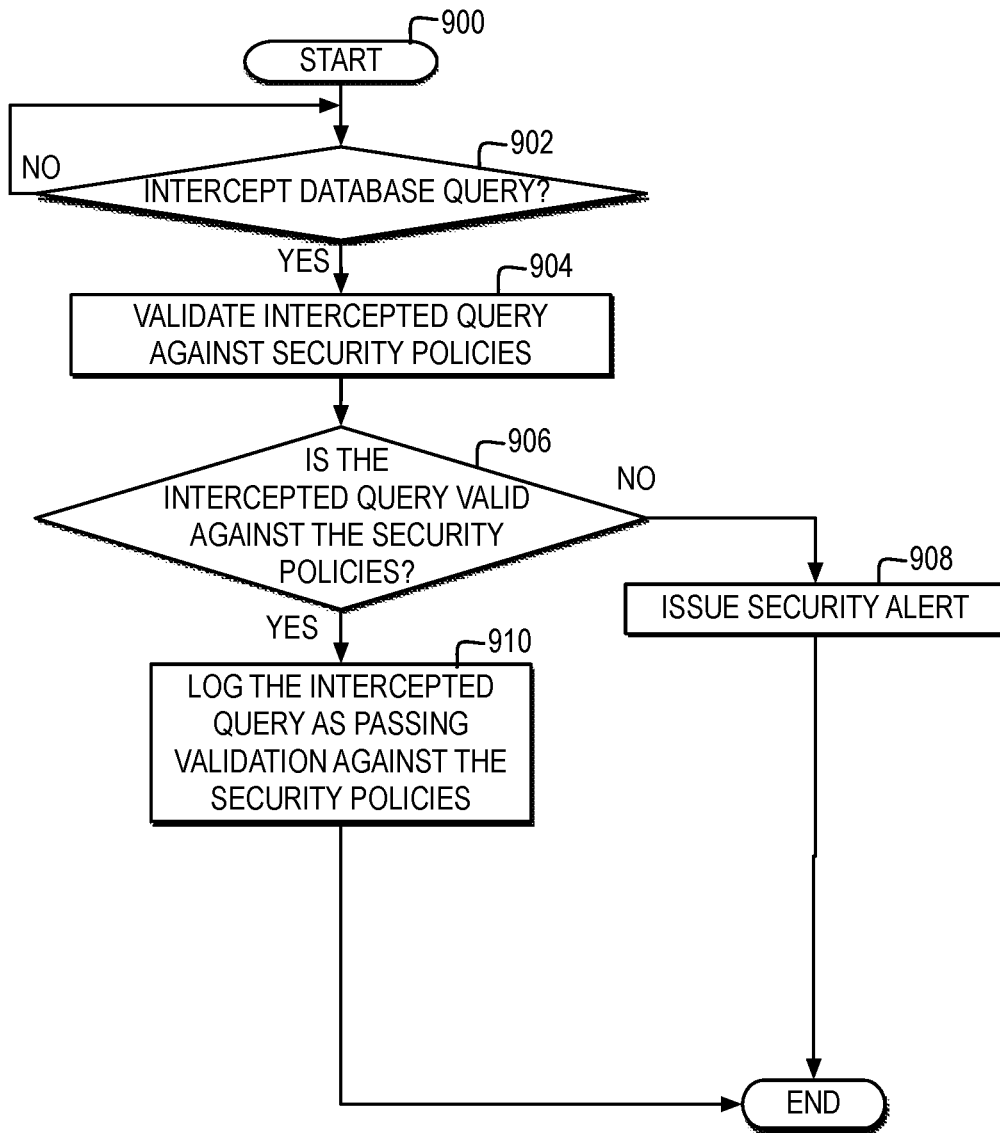 900
START
902
NO
INTERCEPT DATABASE QUERY?
YES
904
VALIDATE INTERCEPTED QUERY
AGAINST SECURITY POLICIES
906
IS THE
INTERCEPTED QUERY VALID
AGAINST THE SECURITY
POLICIES?
NO
908
ISSUE SECURITY ALERT
YES
910
LOG THE INTERCEPTED
QUERY AS PASSING
VALIDATION AGAINST THE
SECURITY POLICIES
END